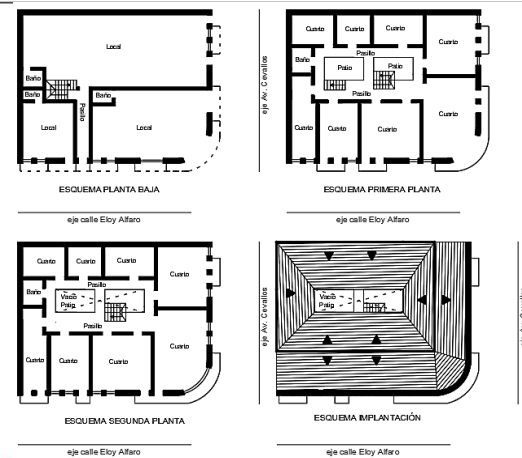 Local
Baño
Baño
Pasillo
Local
Local
ESQUEMA PLANTA BAJA
eje calle Eloy Alfaro
eje Av. Cevallos
Cuarto
Cuarto
Cuarto
Cuarto
Pasillo
Baño
Patio
Patio
Pasillo
Cuarto
Cuarto
Cuarto
Cuarto
ESQUEMA PRIMERA PLANTA
eje calle Eloy Alfaro
Cuarto
Cuarto
Cuarto
Cuarto
Pasillo
Baño
Vacío
Patio
Pasillo
Cuarto
Cuarto
Cuarto
Cuarto
ESQUEMA SEGUNDA PLANTA
eje calle Eloy Alfaro
eje Av. Cevallos
Vacío
Patio
ESQUEMA IMPLANTACIÓN
eje calle Eloy Alfaro